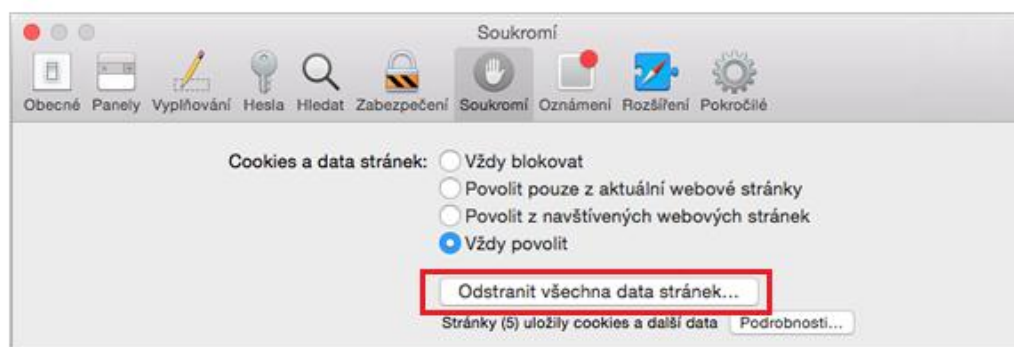 Soukromí
Obecné Panely Vyplňování Hesla Hledat Zabezpečení Soukromí Oznámení Rozšíření Pokročilé
Cookies a data stránek: Vždy blokovat
Povolit pouze z aktuální webové stránky
Povolit z navštívených webových stránek
Vždy povolit
Odstranit všechna data stránek...
Stránky (5) uložily cookies a další data Podrobnosti...